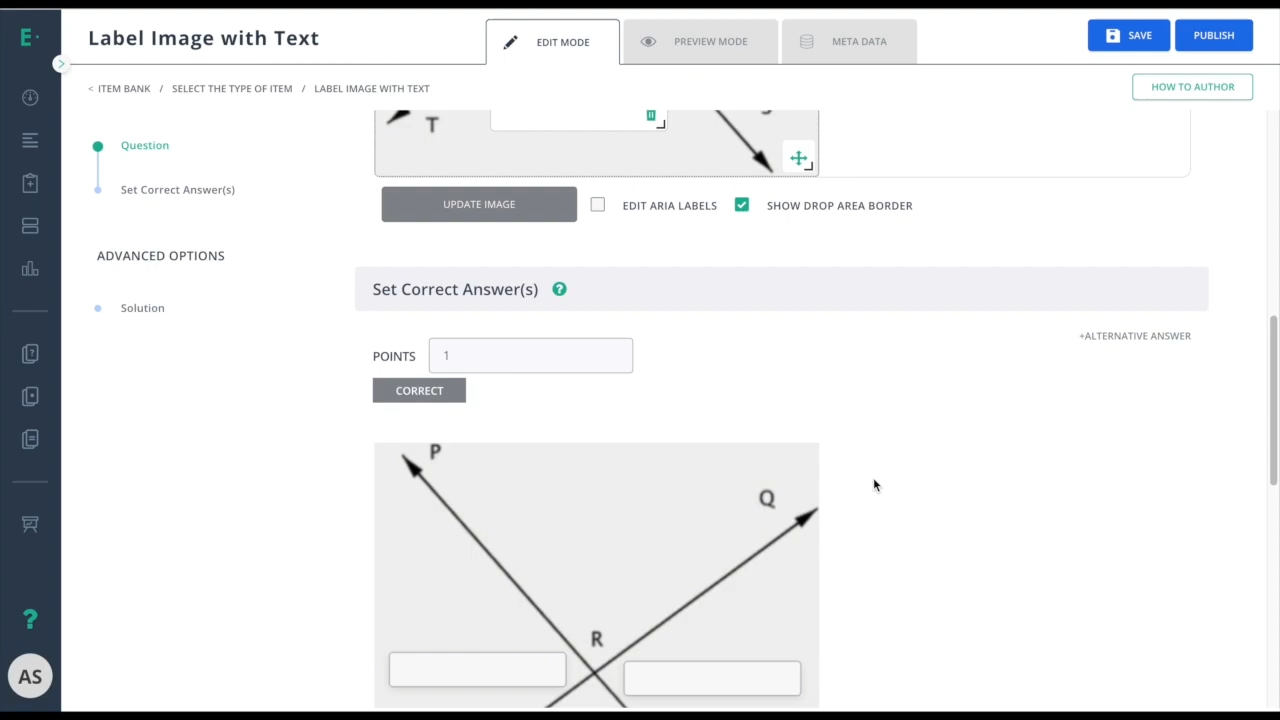 E·
Label Image with Text
EDIT MODE
PREVIEW MODE
META DATA
SAVE
PUBLISH
< ITEM BANK / SELECT THE TYPE OF ITEM / LABEL IMAGE WITH TEXT
HOW TO AUTHOR
T
Question
Set Correct Answer(s)
ADVANCED OPTIONS
Solution
UPDATE IMAGE
EDIT ARIA LABELS
SHOW DROP AREA BORDER
Set Correct Answer(s) ?
+ALTERNATIVE ANSWER
POINTS 1
CORRECT
P
Q
R
?
AS